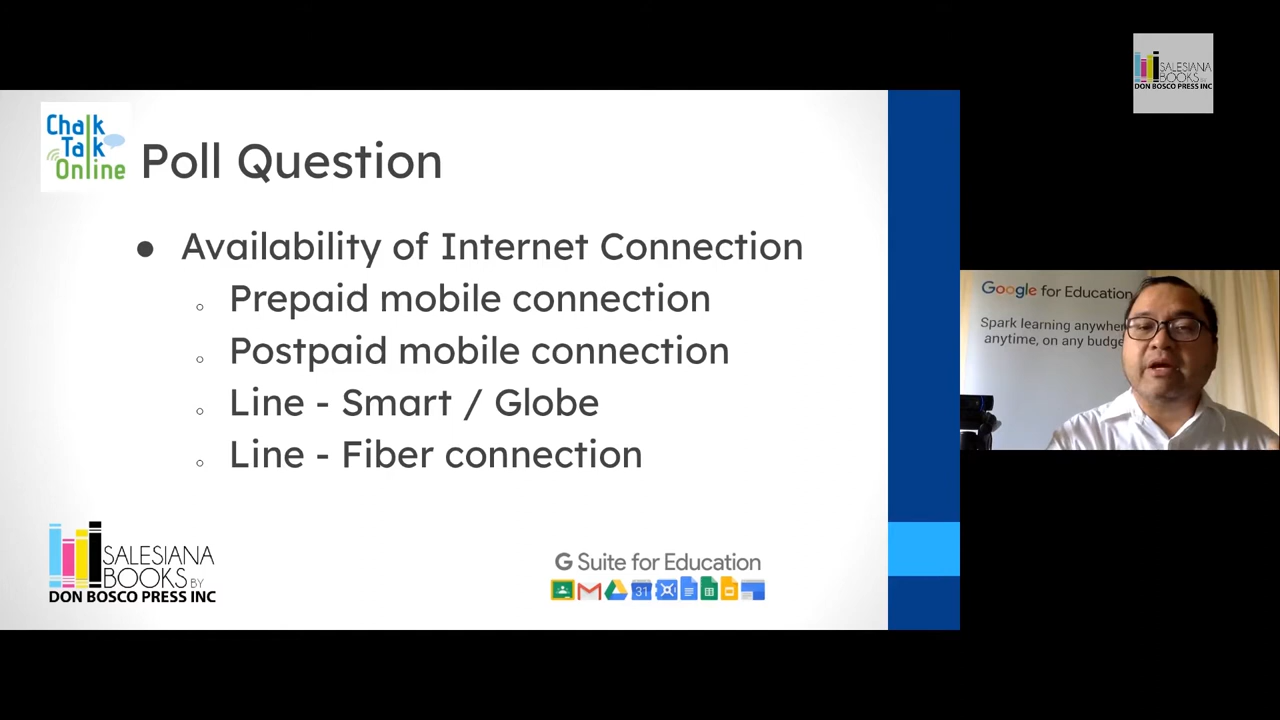 Chalk
Talk
Online
Poll Question
● Availability of Internet Connection
○ Prepaid mobile connection
○ Postpaid mobile connection
○ Line - Smart / Globe
○ Line - Fiber connection
SALESIANA
BOOKS BY
DON BOSCO PRESS INC
G Suite for Education
31
SALESIANA
BOOKS BY
DON BOSCO PRESS INC
Google for Education
Spark learning anywher
anytime, on any budge